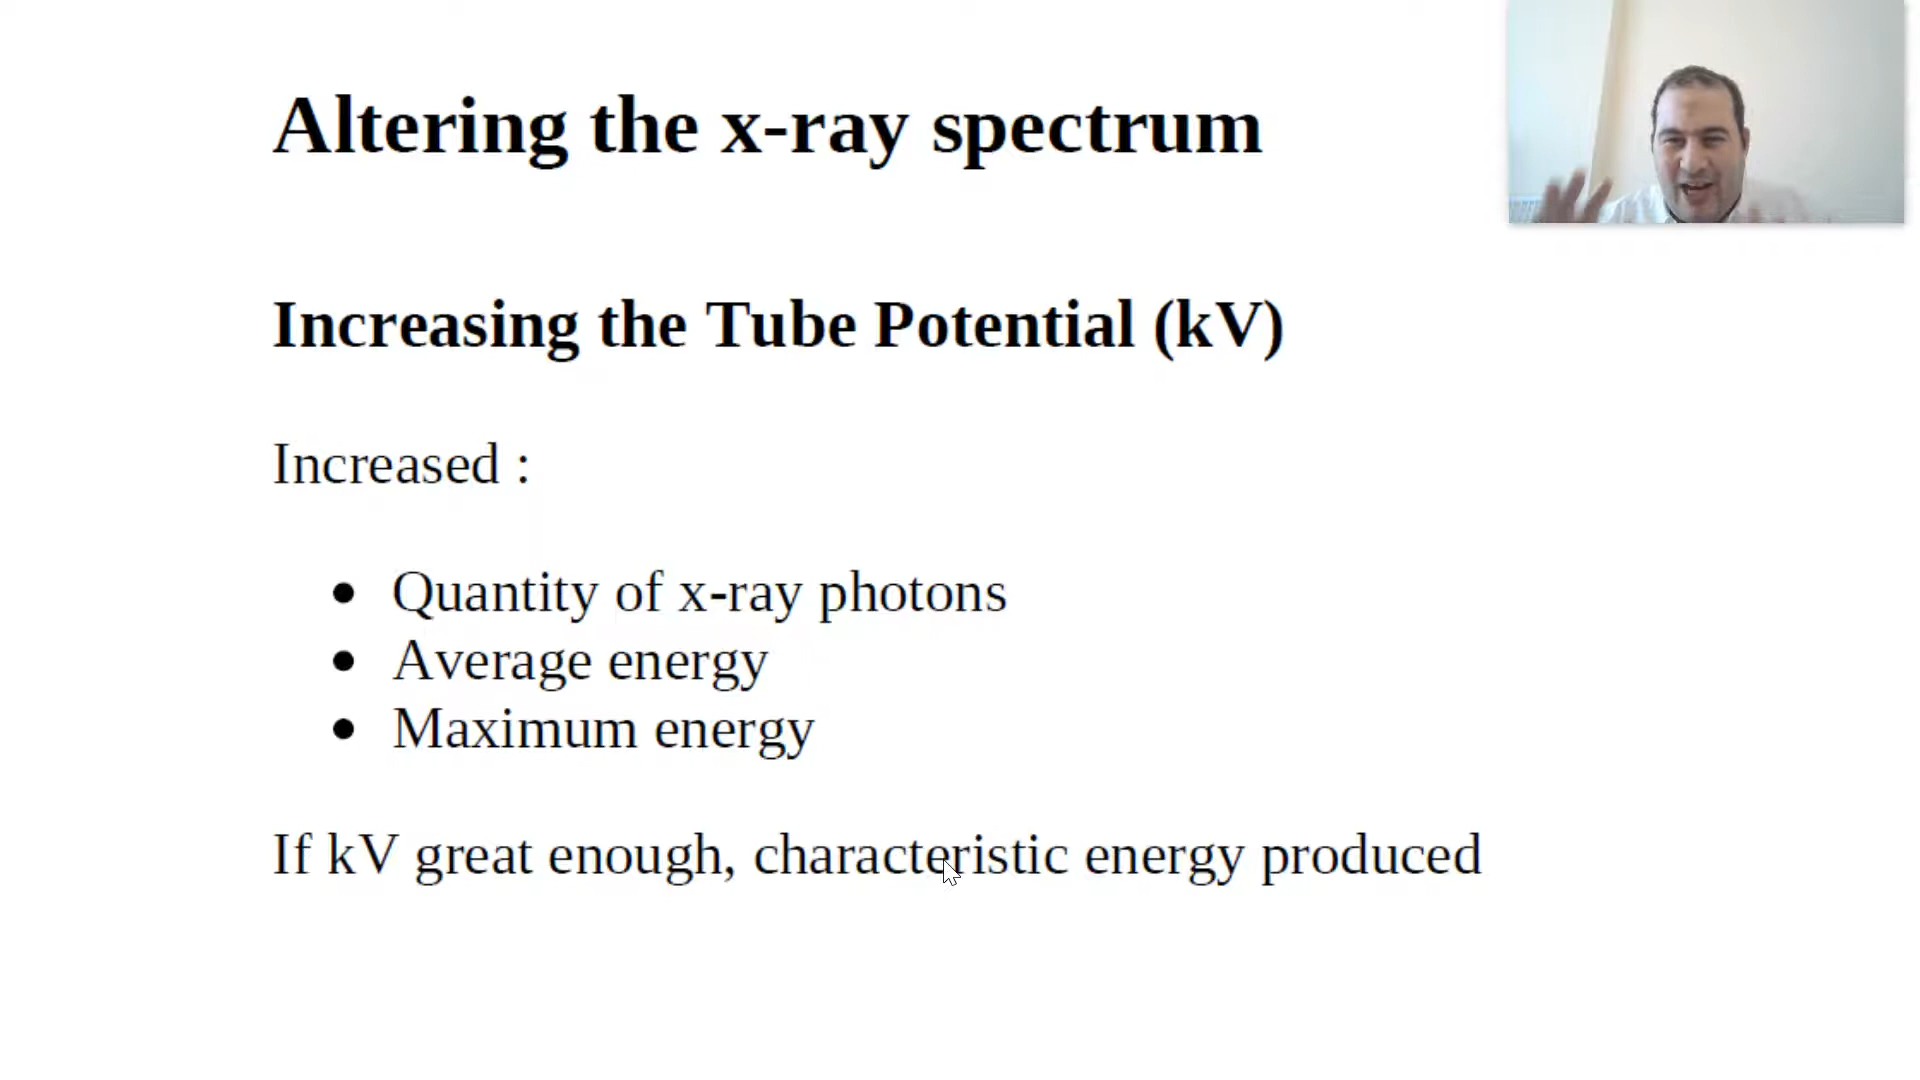 Altering the x-ray spectrum
Increasing the Tube Potential (kV)
Increased :
Quantity of x-ray photons
Average energy
Maximum energy
If kV great enough, characteristic energy produced